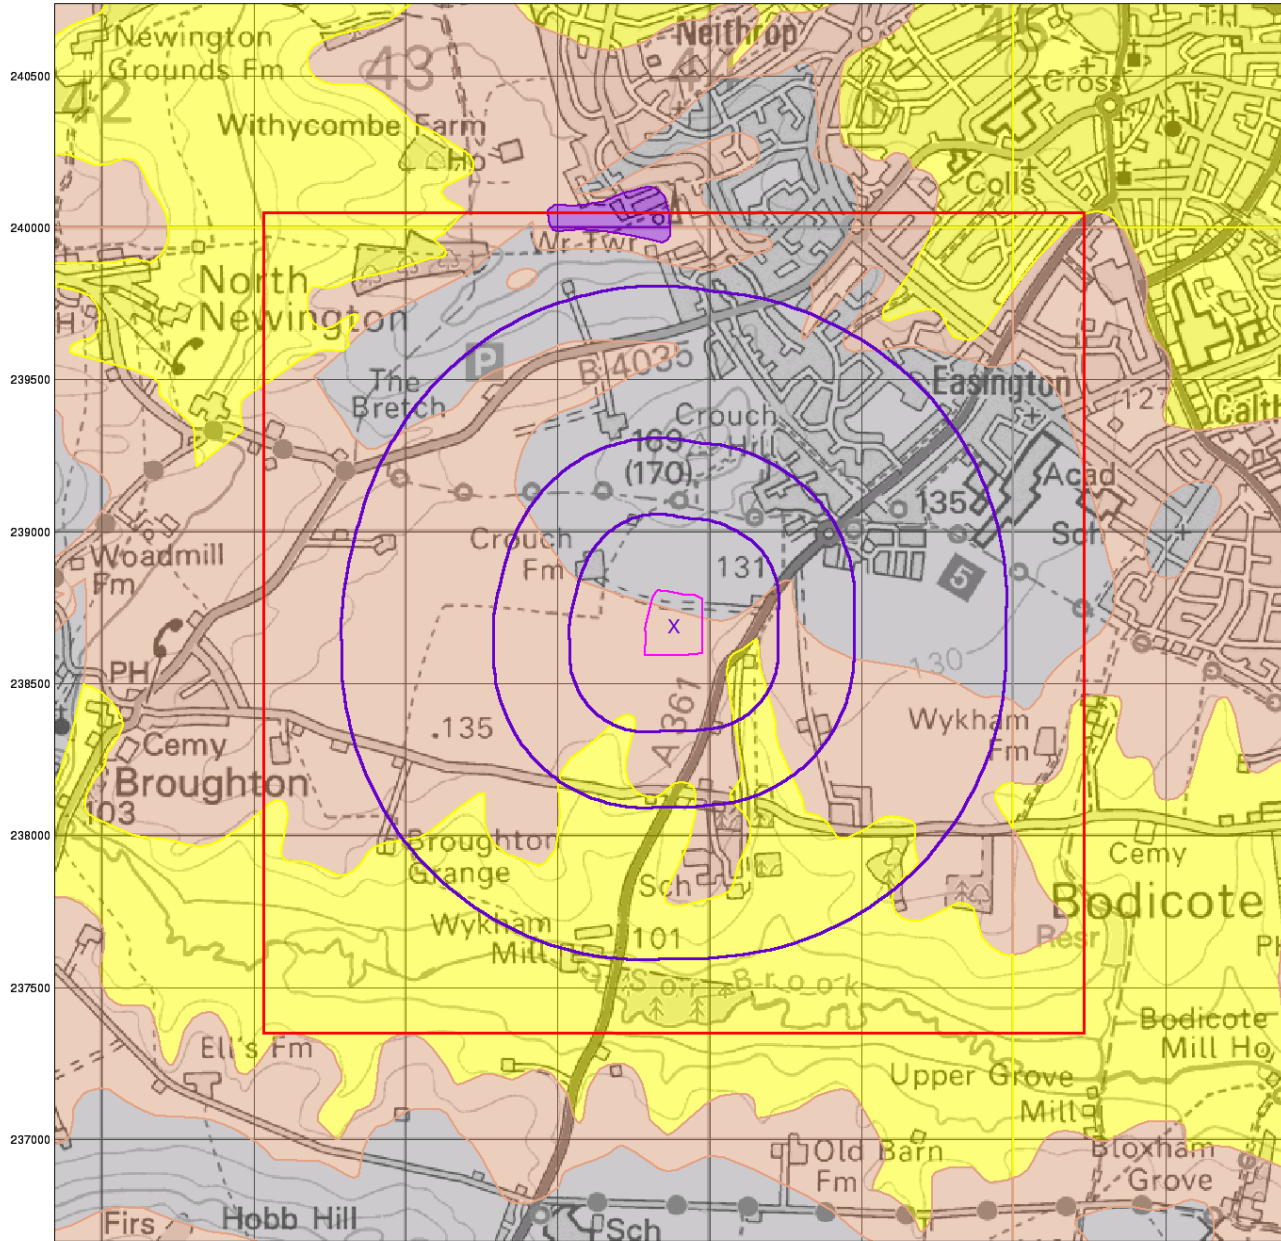 Newington
Grounds Fm
Neithrop
240500
42
43
44
45
Cross
Withycombe Farm
Ho
Colls
240000
Wr Twr
North
Newington
H
P
B 4035
239500
The
Bretch
Easington
127
Calth
Crouch
Hill
169
(170)
Acad
Sch
135
239000
Woadmill
Fm
Crouch
Fm
131
5
X
130
PH
238500
A 361
Wykham
Fm
.135
Cemy
Broughton
103
238000
Broughton
Grange
Cemy
Sch
Bodicote
Wykham
Mill
101
Resr
PH
237500
Sor Brook
Bodicote
Mill Ho
Ell's Fm
Upper Grove
Mill
237000
Old Barn
Fm
Bloxham
Grove
Firs
Hobb Hill
Sch